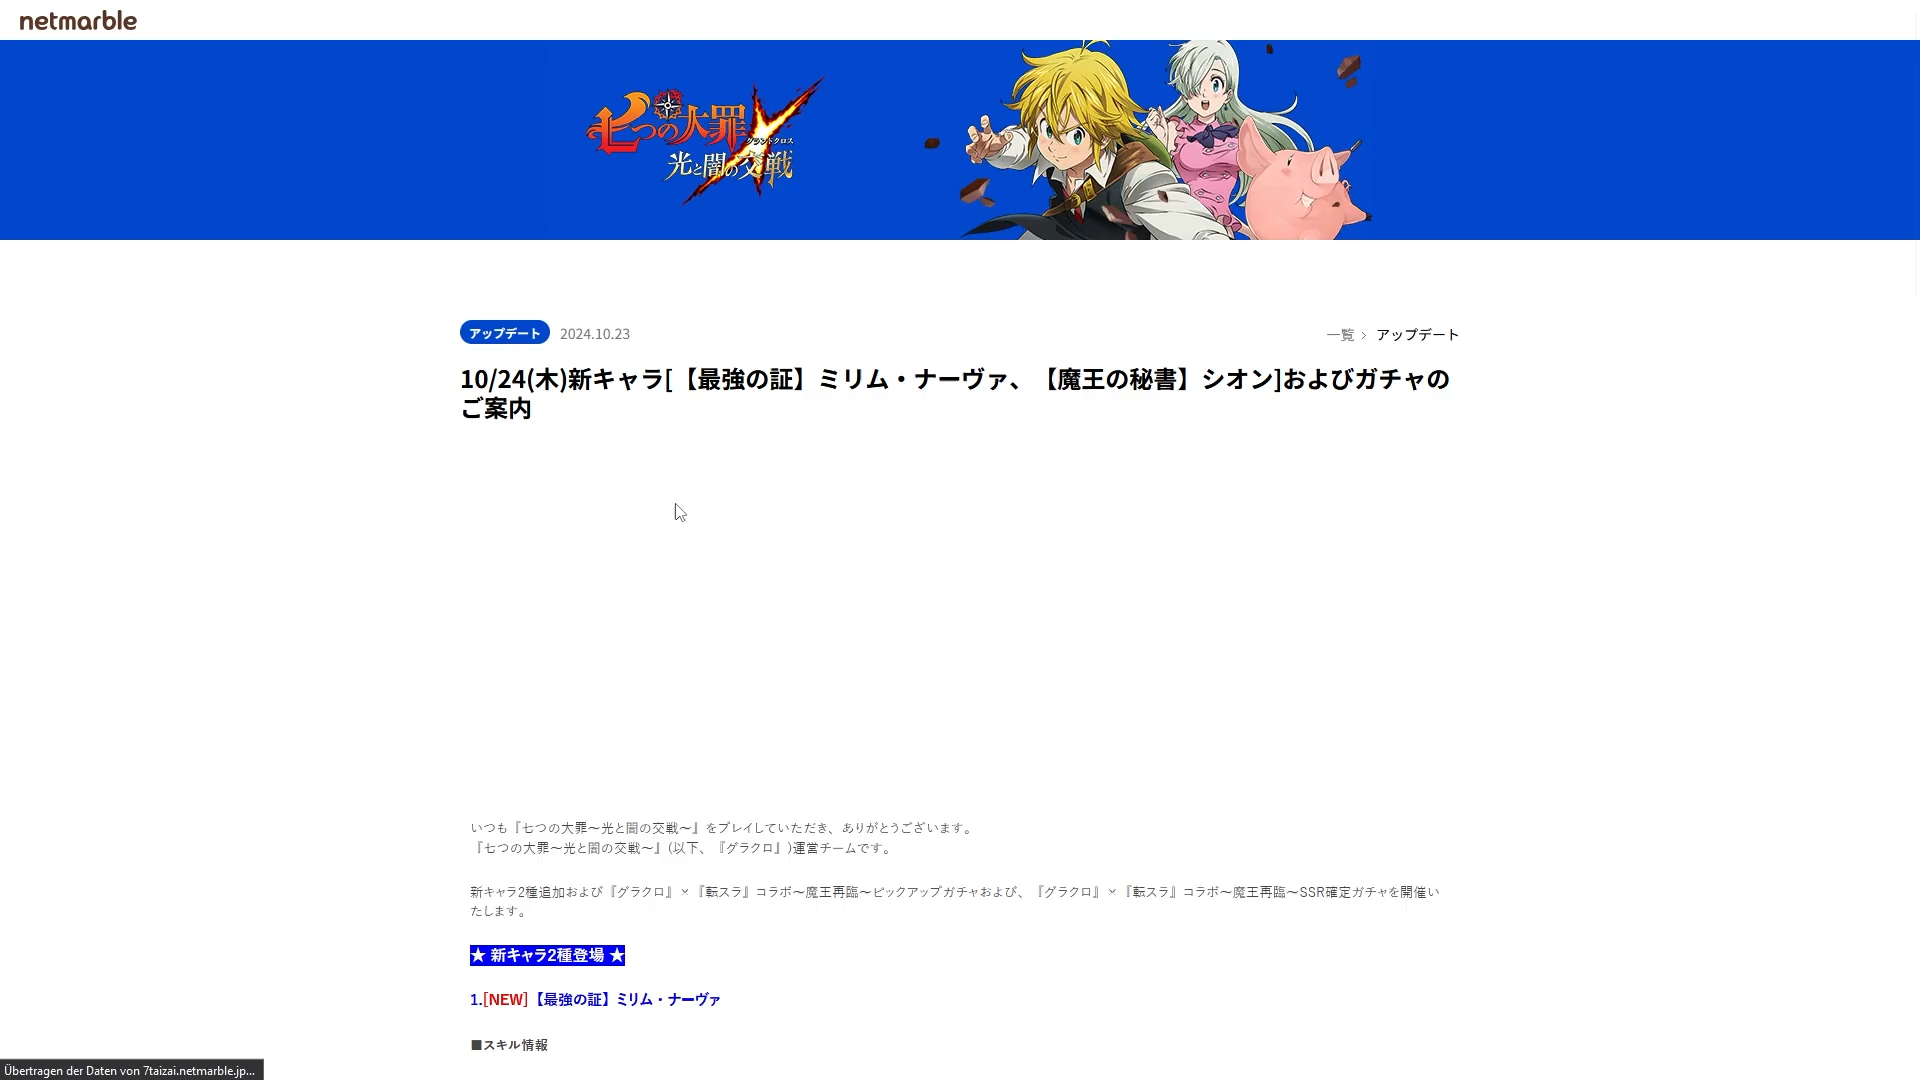 netmarble
七つの大罪
グランドクロス
光と闇の交戦
アップデート 2024.10.23
一覧 > アップデート
10/24(木)新キャラ[【最強の証】ミリム・ナーヴァ、【魔王の秘書】シオン]およびガチャの
ご案内
いつも『七つの大罪～光と闇の交戦～』をプレイしていただき、ありがとうございます。
『七つの大罪～光と闇の交戦～』(以下、『グラクロ』)運営チームです。
新キャラ2種追加および『グラクロ』×『転スラ』コラボ～魔王再臨～ピックアップガチャおよび、『グラクロ』×『転スラ』コラボ～魔王再臨～SSR確定ガチャを開催い
たします。
★ 新キャラ2種登場 ★
1.[NEW]【最強の証】ミリム・ナーヴァ
■スキル情報
Übertragen der Daten von 7taizai.netmarble.jp...